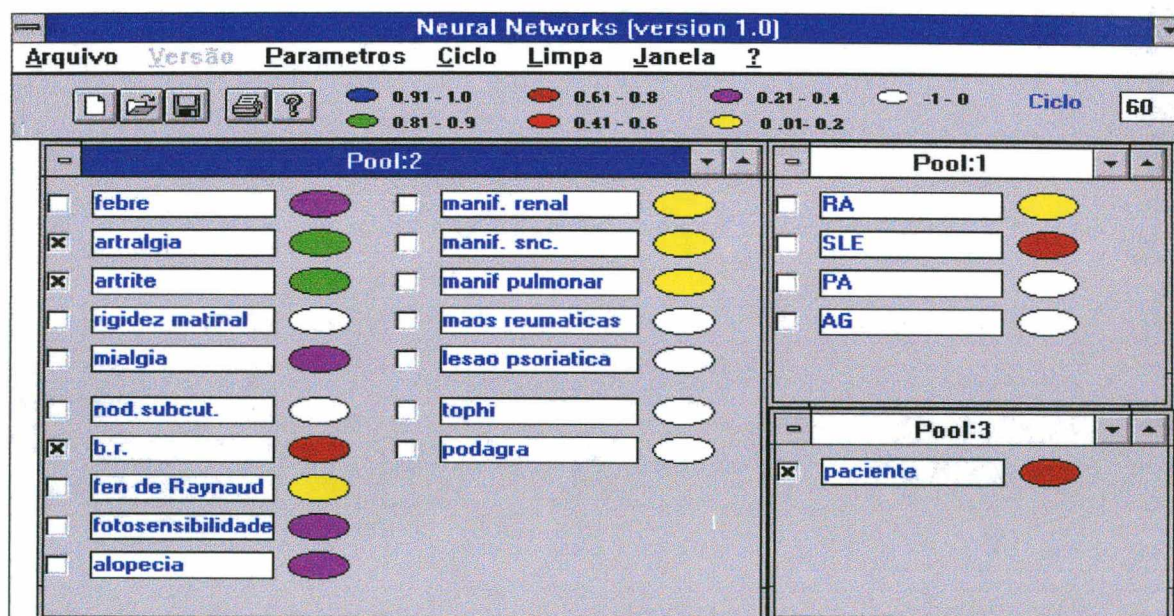 Neural Networks (version 1.0)
Arquivo Versão Parametros Ciclo Limpa Janela ?
0.91 - 1.0 0.61 - 0.8 0.21 - 0.4 -1 - 0 Ciclo 60
0.81 - 0.9 0.41 - 0.6 0 .01- 0.2
Pool:2
febre manif. renal
artralgia manif. snc.
artrite manif pulmonar
rigidez matinal maos reumaticas
mialgia lesao psoriatica
nod.subcut. tophi
b.r. podagra
fen de Raynaud
fotosensibilidade
alopecia
Pool:1
RA
SLE
PA
AG
Pool:3
paciente